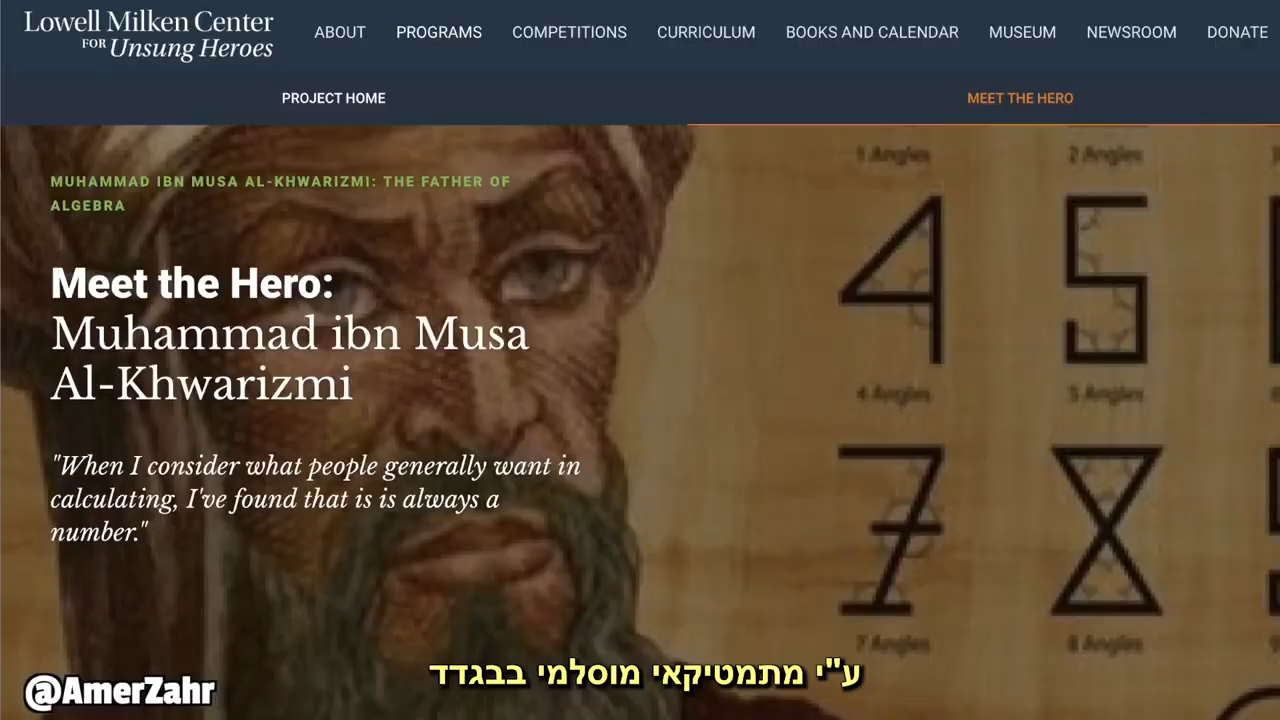 Lowell Milken Center
FOR Unsung Heroes
ABOUT PROGRAMS COMPETITIONS CURRICULUM BOOKS AND CALENDAR MUSEUM NEWSROOM DONATE
PROJECT HOME MEET THE HERO
MUHAMMAD IBN MUSA AL-KHWARIZMI: THE FATHER OF
ALGEBRA
Meet the Hero:
Muhammad ibn Musa
Al-Khwarizmi
"When I consider what people generally want in
calculating, I've found that is is always a
number."
1 Angles 2 Angles
4 5
4 Angles 5 Angles
7 8
7 Angles 8 Angles
ע"י מתמטיקאי מוסלמי בבגדד
@AmerZahr